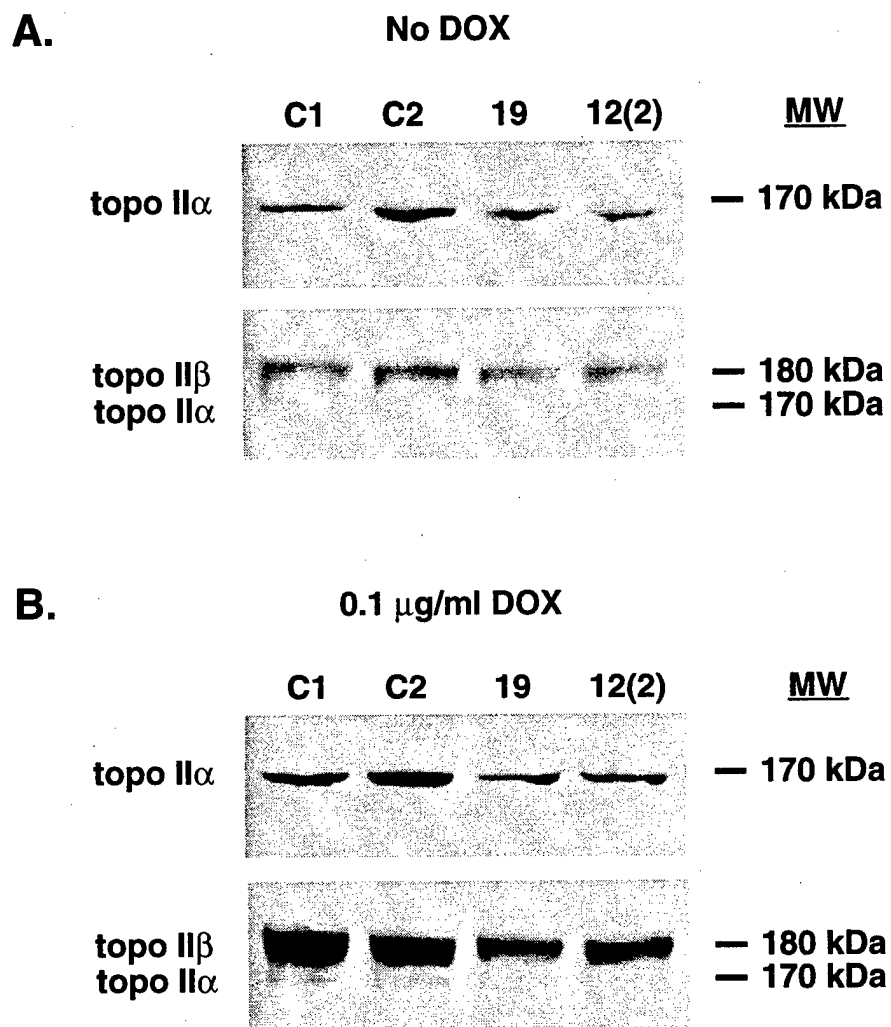 A.
No DOX
C1 C2 19 12(2) MW
topo IIα — 170 kDa
topo IIβ — 180 kDa
topo IIα — 170 kDa
B.
0.1 μg/ml DOX
C1 C2 19 12(2) MW
topo IIα — 170 kDa
topo IIβ — 180 kDa
topo IIα — 170 kDa